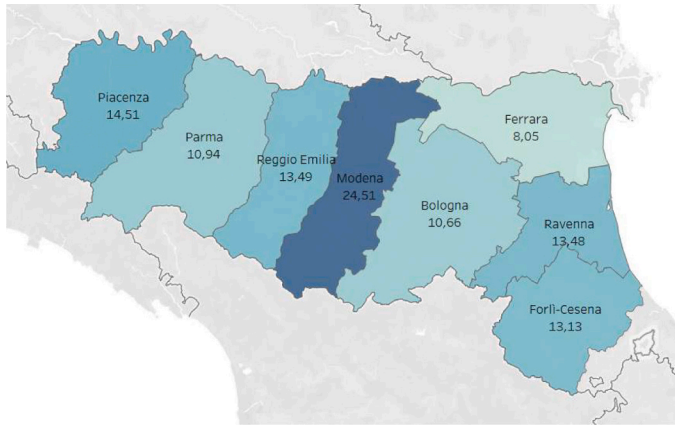 Piacenza
14,51
Parma
10,94
Reggio Emilia
13,49
Modena
24,51
Bologna
10,66
Ferrara
8,05
Ravenna
13,48
Forlì-Cesena
13,13